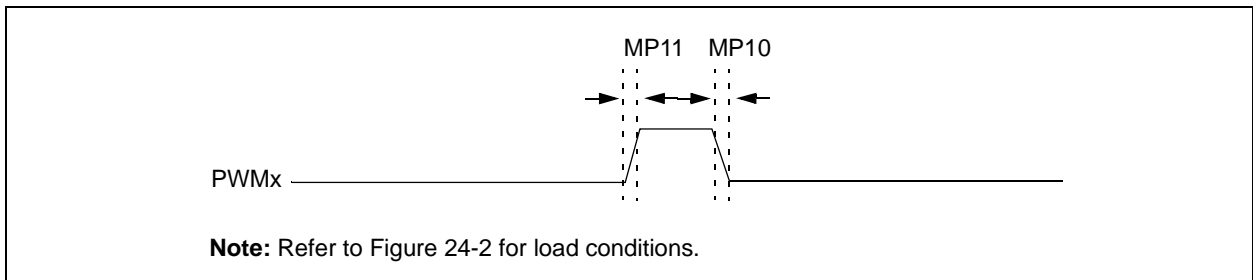 MP11 MP10
PWMx
Note: Refer to Figure 24-2 for load conditions.